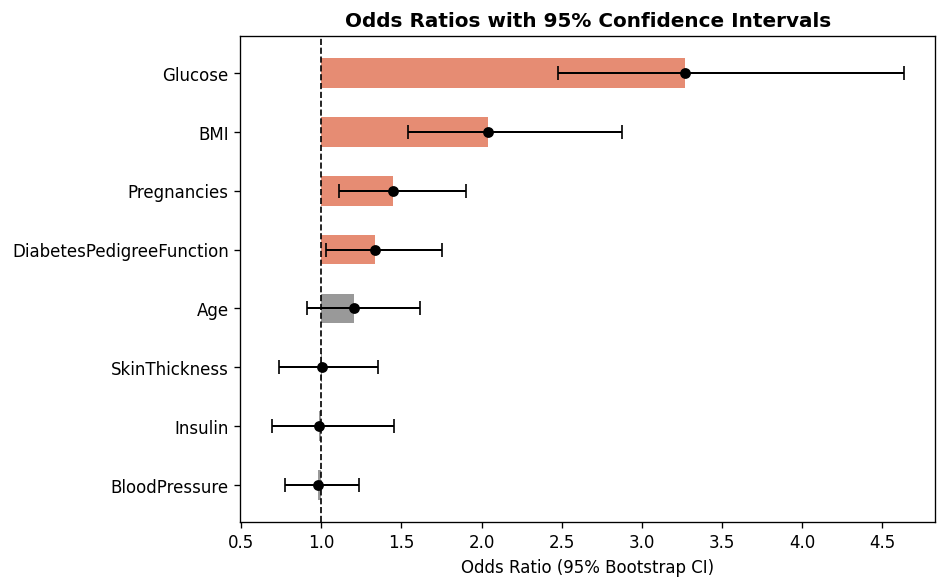 Odds Ratios with 95% Confidence Intervals
Glucose
BMI
Pregnancies
DiabetesPedigreeFunction
Age
SkinThickness
Insulin
BloodPressure
0.5 1.0 1.5 2.0 2.5 3.0 3.5 4.0 4.5
Odds Ratio (95% Bootstrap CI)